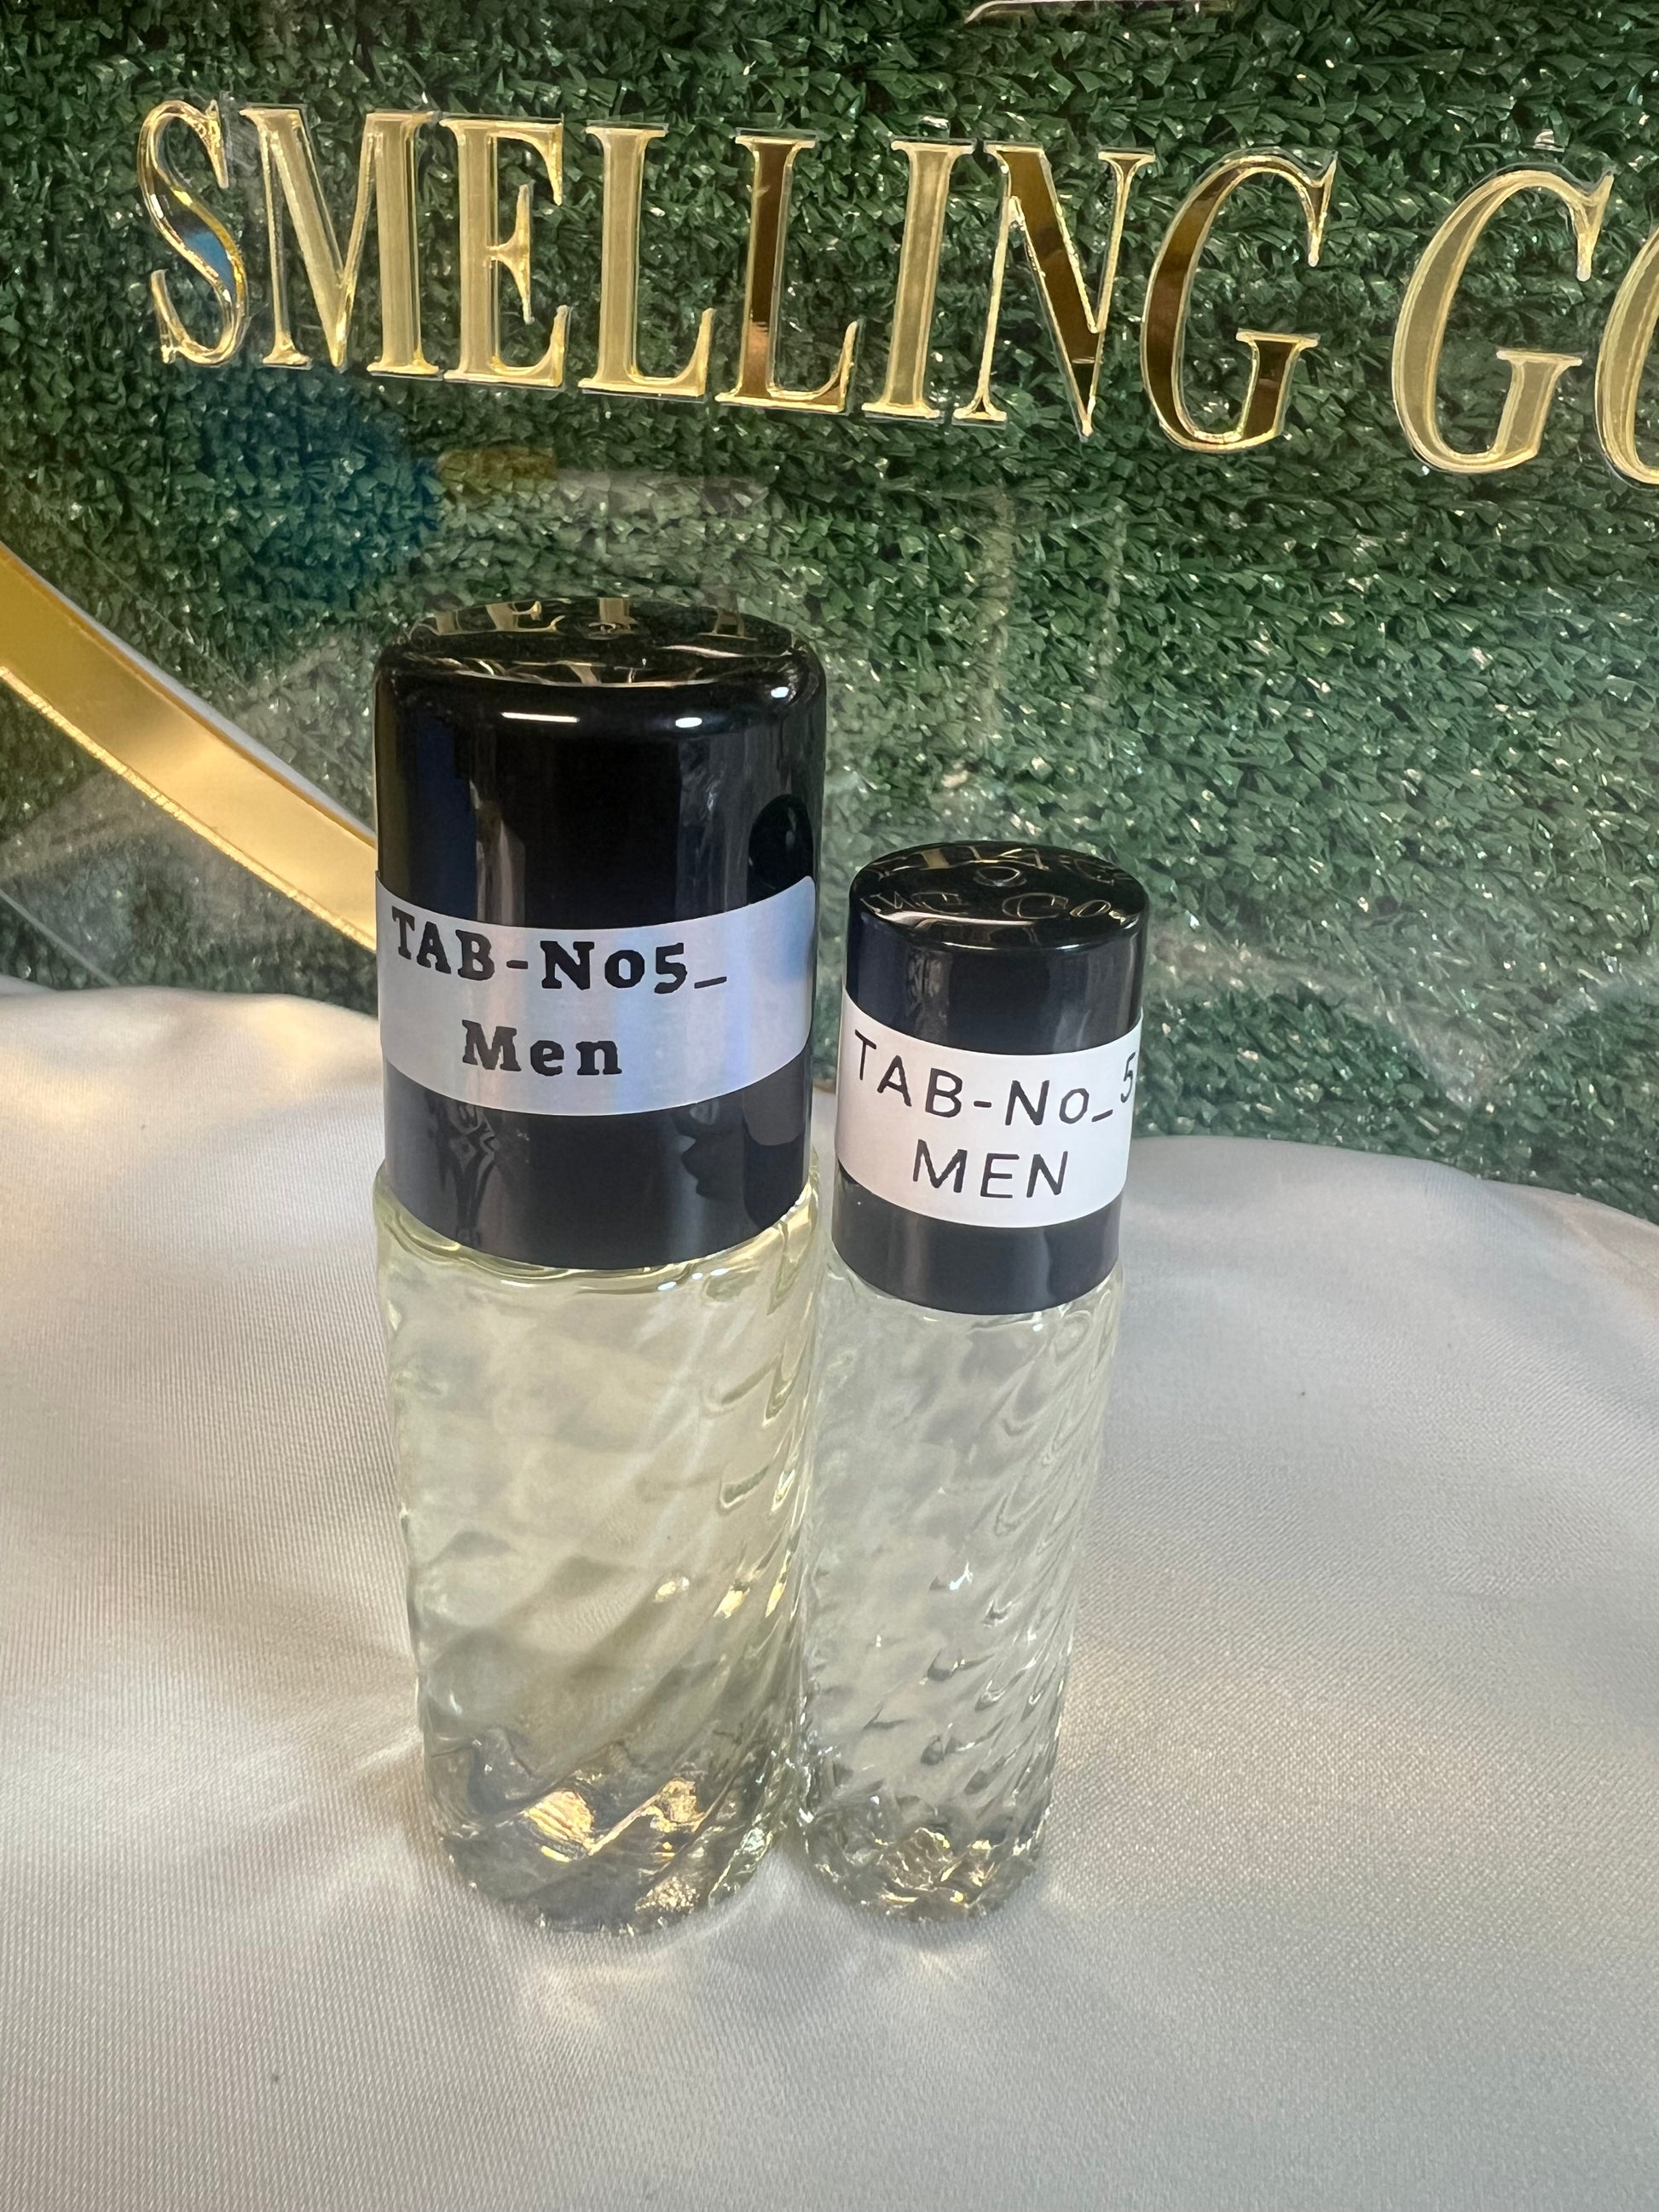 SMELLING GO
TAB-No5_
Men
TAB-No_5
MEN